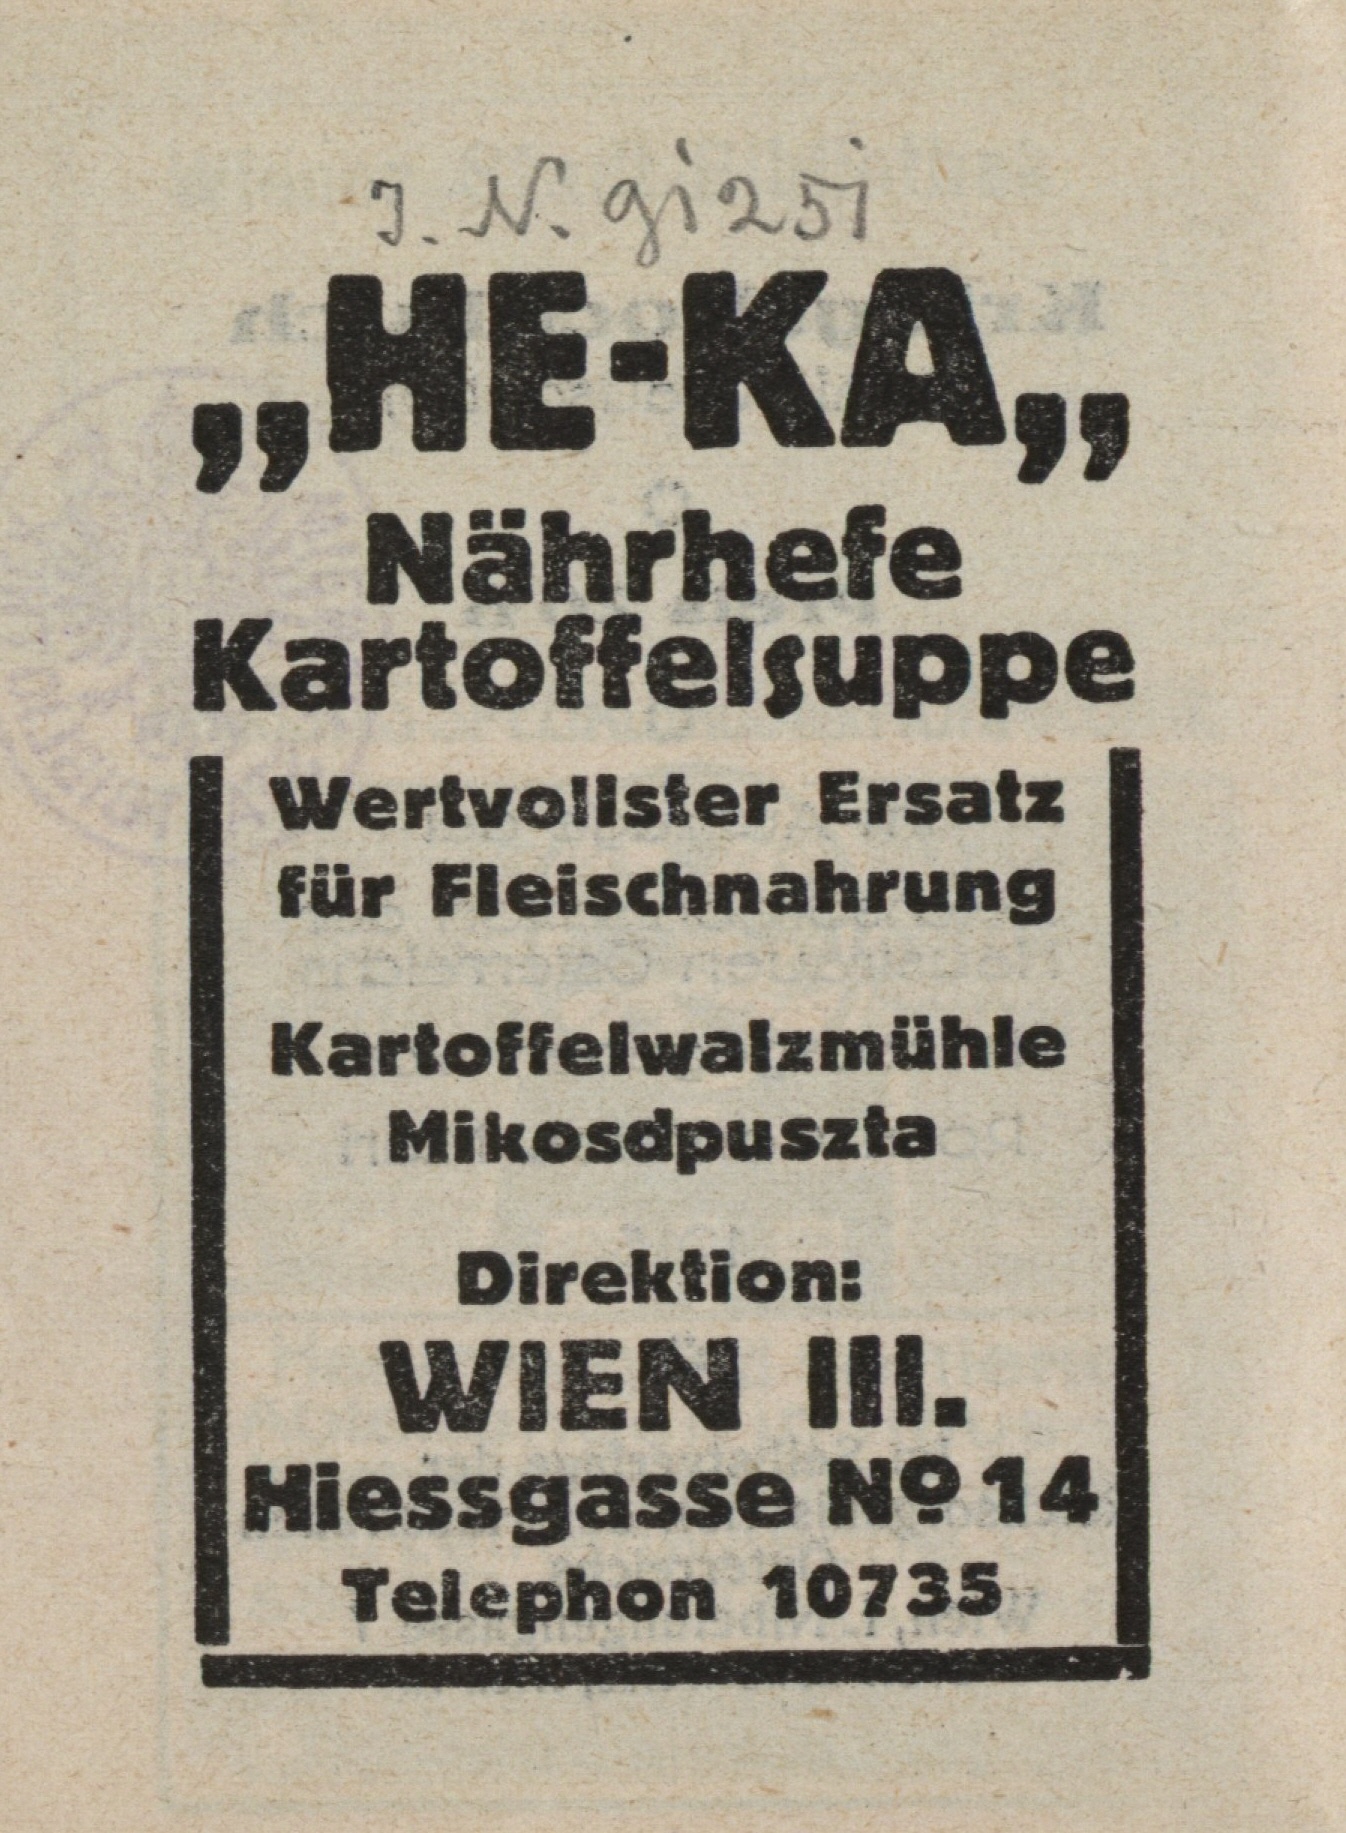 J. N. 91251
„HE-KA„
Nährhefe
Kartoffelsuppe
Wertvollster Ersatz
für Fleischnahrung
Kartoffelwalzmühle
Mikosdpuszta
Direktion:
WIEN III.
Hiessgasse No 14
Telephon 10735